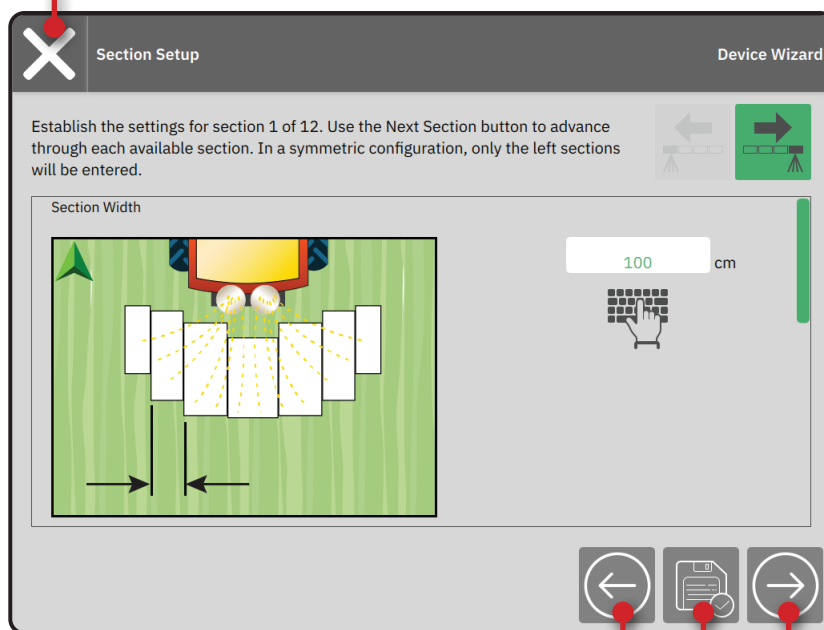 Section Setup
Device Wizard
Establish the settings for section 1 of 12. Use the Next Section button to advance
through each available section. In a symmetric configuration, only the left sections
will be entered.
Section Width
100 cm